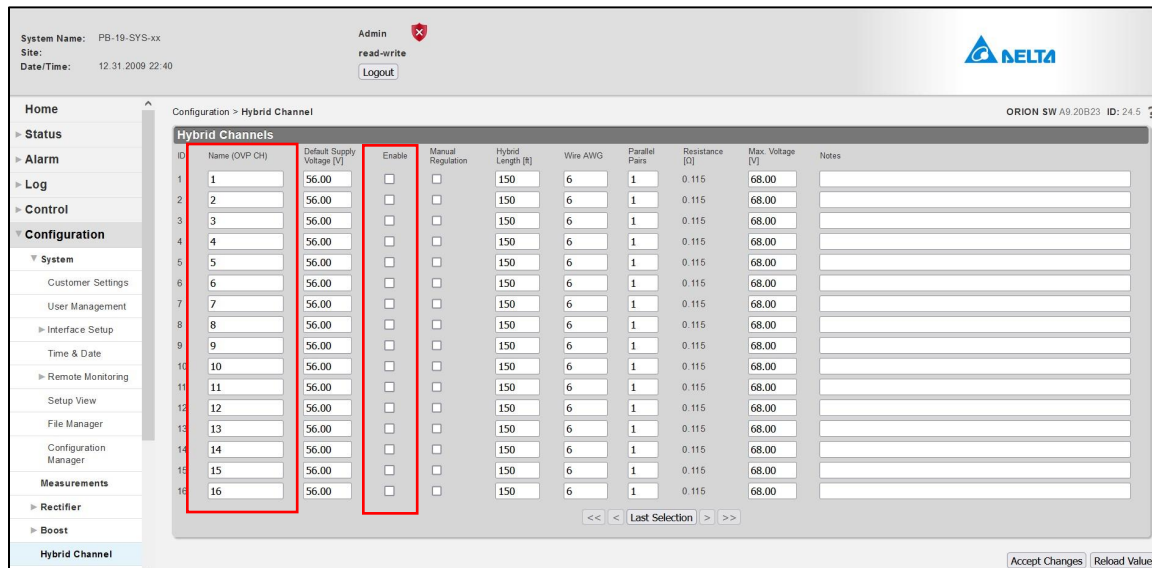 System Name: PB-19-SYS-xx
Site:
Date/Time: 12.31.2009 22:40
Admin
read-write
Logout
DELTA
Home
Status
Alarm
Log
Control
Configuration
System
Customer Settings
User Management
Interface Setup
Time & Date
Remote Monitoring
Setup View
File Manager
Configuration
Manager
Measurements
Rectifier
Boost
Hybrid Channel
Configuration > Hybrid Channel
ORION SW A9.20B23 ID: 24.5 ?
Hybrid Channels
ID Name (OVP CH) Default Supply Voltage [V] Enable Manual Regulation Hybrid Length [ft] Wire AWG Parallel Pairs Resistance [Ω] Max. Voltage [V] Notes
1 1 56.00 150 6 1 0.115 68.00
2 2 56.00 150 6 1 0.115 68.00
3 3 56.00 150 6 1 0.115 68.00
4 4 56.00 150 6 1 0.115 68.00
5 5 56.00 150 6 1 0.115 68.00
6 6 56.00 150 6 1 0.115 68.00
7 7 56.00 150 6 1 0.115 68.00
8 8 56.00 150 6 1 0.115 68.00
9 9 56.00 150 6 1 0.115 68.00
10 10 56.00 150 6 1 0.115 68.00
11 11 56.00 150 6 1 0.115 68.00
12 12 56.00 150 6 1 0.115 68.00
13 13 56.00 150 6 1 0.115 68.00
14 14 56.00 150 6 1 0.115 68.00
15 15 56.00 150 6 1 0.115 68.00
16 16 56.00 150 6 1 0.115 68.00
<< < Last Selection > >>
Accept Changes Reload Value